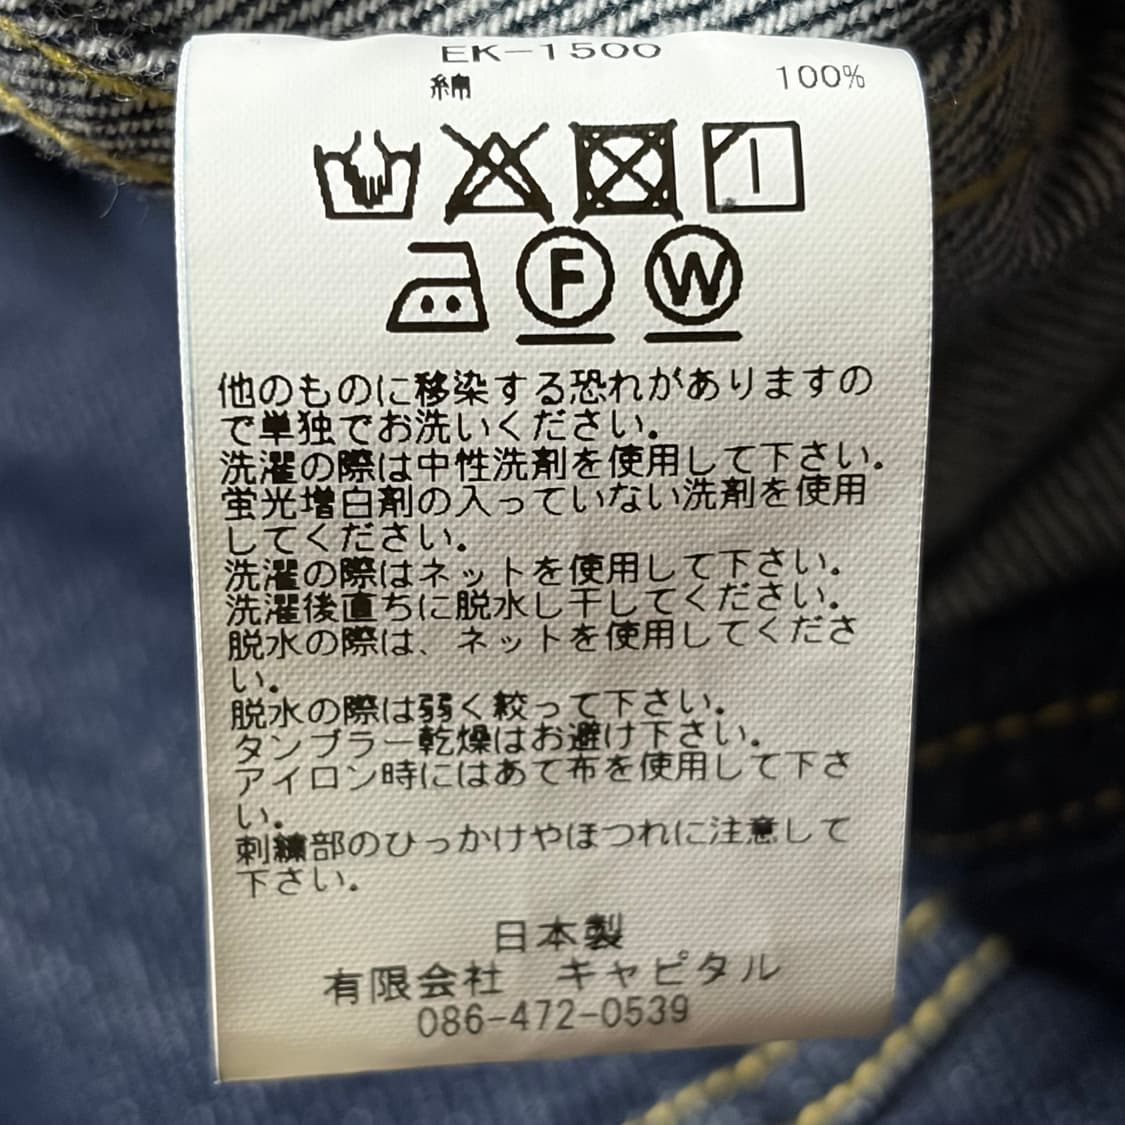 EK-1500
綿 100%
F W
他のものに移染する恐れがありますの
で単独でお洗いください。
洗濯の際は中性洗剤を使用して下さい。
蛍光増白剤の入っていない洗剤を使用
してください。
洗濯の際はネットを使用して下さい。
洗濯後直ちに脱水し干してください。
脱水の際は、ネットを使用してくださ
い。
脱水の際は弱く絞って下さい。
タンブラー乾燥はお避け下さい。
アイロン時にはあて布を使用して下さ
い。
刺繍部のひっかけやほつれに注意して
下さい。
日本製
有限会社 キャピタル
086-472-0539